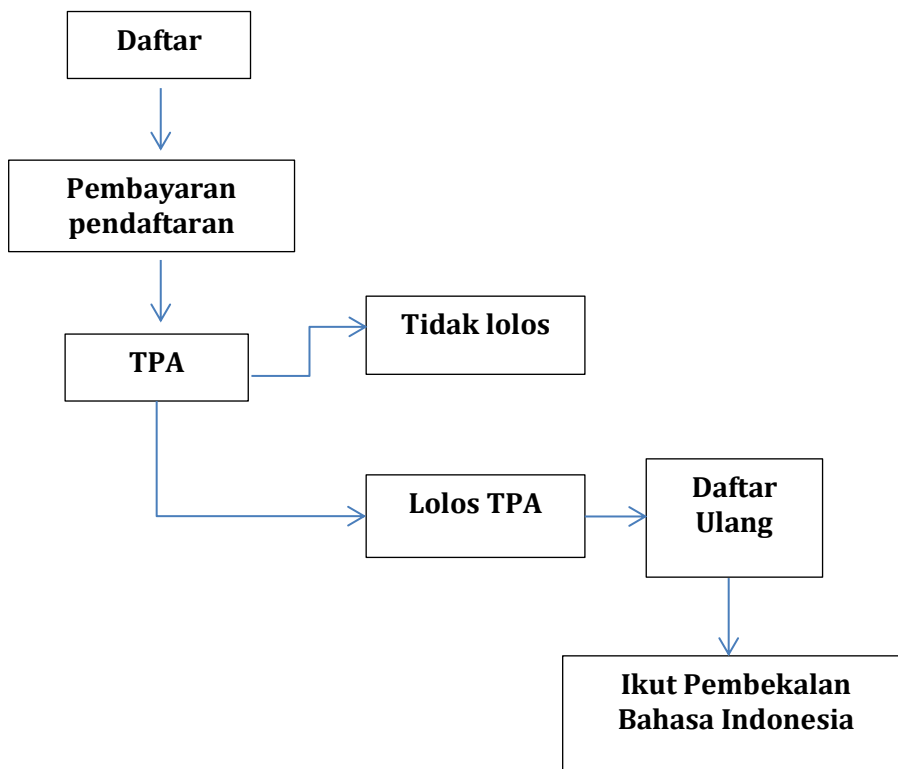 Daftar
Pembayaran
pendaftaran
TPA
Tidak lolos
Lolos TPA
Daftar
Ulang
Ikut Pembekalan
Bahasa Indonesia